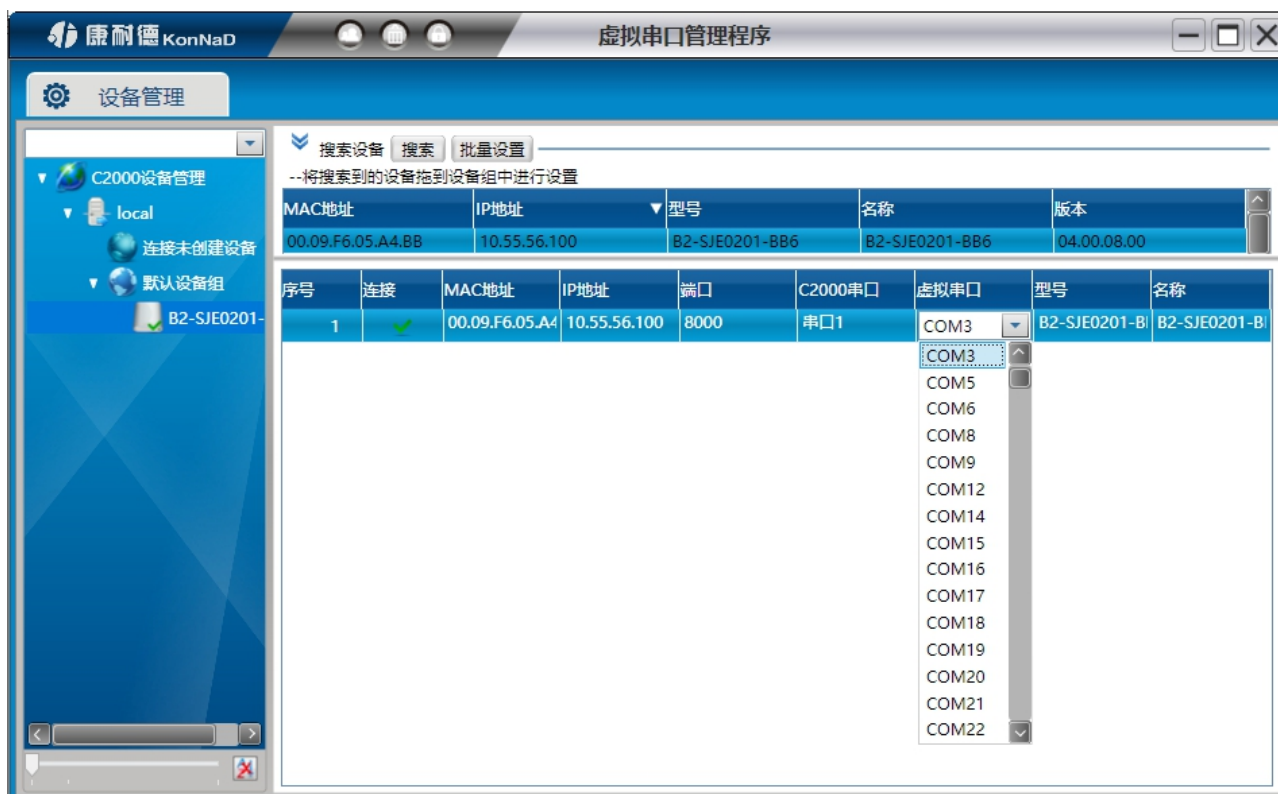 康耐德 KonNaD
虚拟串口管理程序
设备管理
C2000设备管理
local
连接未创建设备
默认设备组
B2-SJE0201-
搜索设备 搜索 批量设置
--将搜索到的设备拖到设备组中进行设置
MAC地址 IP地址 型号 名称 版本
00.09.F6.05.A4.BB 10.55.56.100 B2-SJE0201-BB6 B2-SJE0201-BB6 04.00.08.00
序号 连接 MAC地址 IP地址 端口 C2000串口 虚拟串口 型号 名称
1 00.09.F6.05.A4 10.55.56.100 8000 串口1 COM3 B2-SJE0201-B B2-SJE0201-B
COM3
COM5
COM6
COM8
COM9
COM12
COM14
COM15
COM16
COM17
COM18
COM19
COM20
COM21
COM22